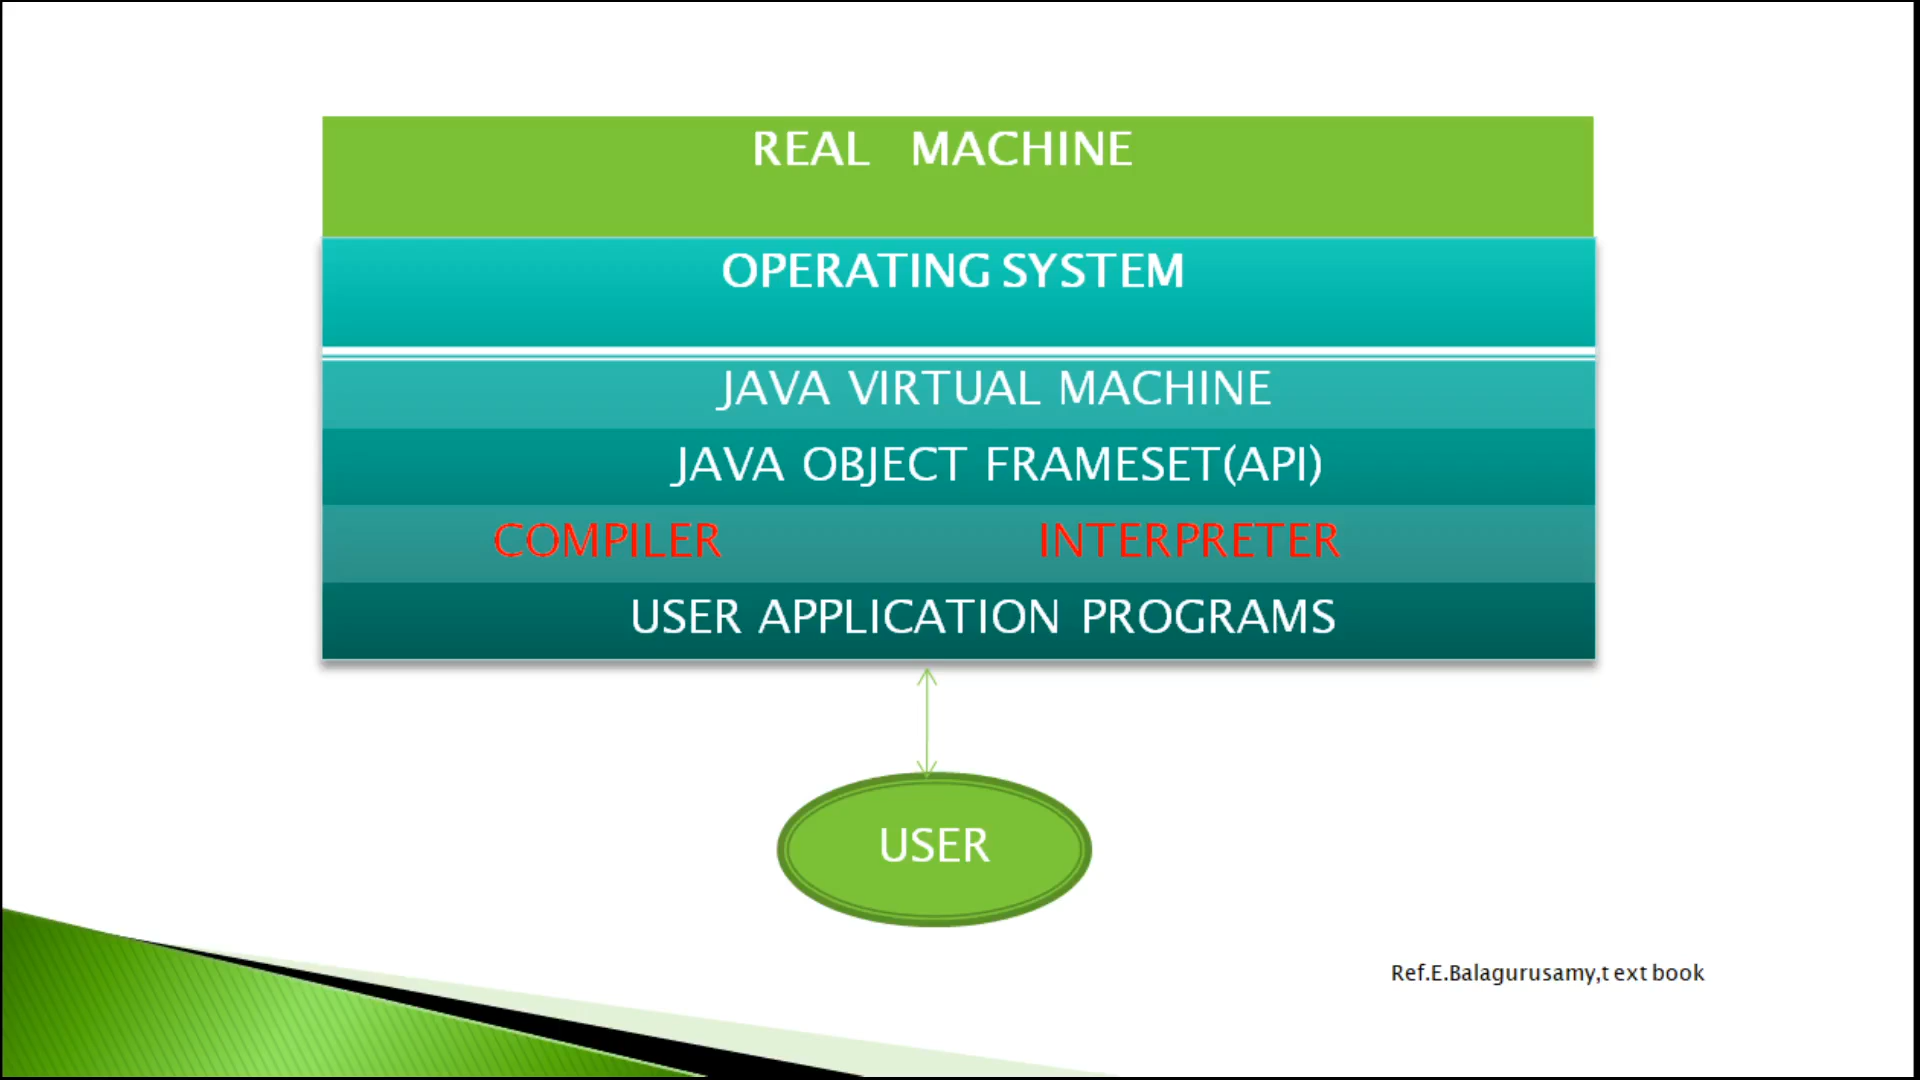 REAL MACHINE
OPERATING SYSTEM
JAVA VIRTUAL MACHINE
JAVA OBJECT FRAMESET(API)
COMPILER INTERPRETER
USER APPLICATION PROGRAMS
USER
Ref.E.Balagurusamy,text book